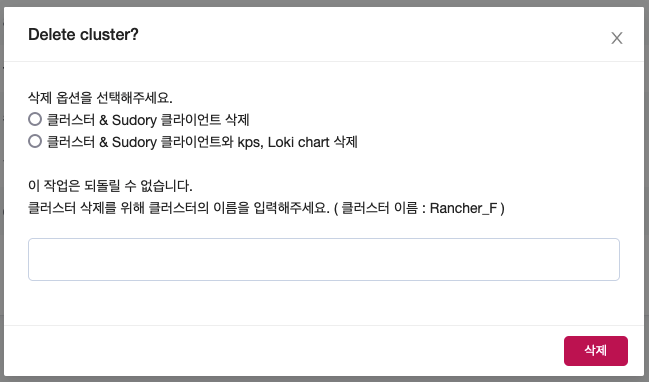 Delete cluster?
삭제 옵션을 선택해주세요.
클러스터 & Sudory 클라이언트 삭제
클러스터 & Sudory 클라이언트와 kps, Loki chart 삭제
이 작업은 되돌릴 수 없습니다.
클러스터 삭제를 위해 클러스터의 이름을 입력해주세요. ( 클러스터 이름 : Rancher_F )
삭제